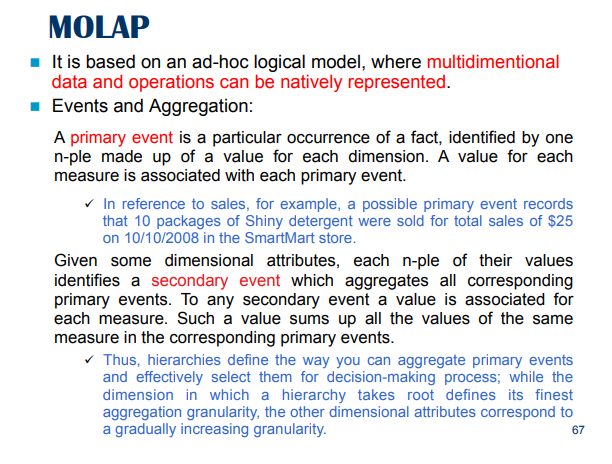 MOLAP
It is based on an ad-hoc logical model, where multidimentional
data and operations can be natively represented.
Events and Aggregation:
A primary event is a particular occurrence of a fact, identified by one
n-ple made up of a value for each dimension. A value for each
measure is associated with each primary event.
✓ In reference to sales, for example, a possible primary event records
that 10 packages of Shiny detergent were sold for total sales of $25
on 10/10/2008 in the SmartMart store.
Given some dimensional attributes, each n-ple of their values
identifies a secondary event which aggregates all corresponding
primary events. To any secondary event a value is associated for
each measure. Such a value sums up all the values of the same
measure in the corresponding primary events.
✓ Thus, hierarchies define the way you can aggregate primary events
and effectively select them for decision-making process; while the
dimension in which a hierarchy takes root defines its finest
aggregation granularity, the other dimensional attributes correspond to
a gradually increasing granularity.
67